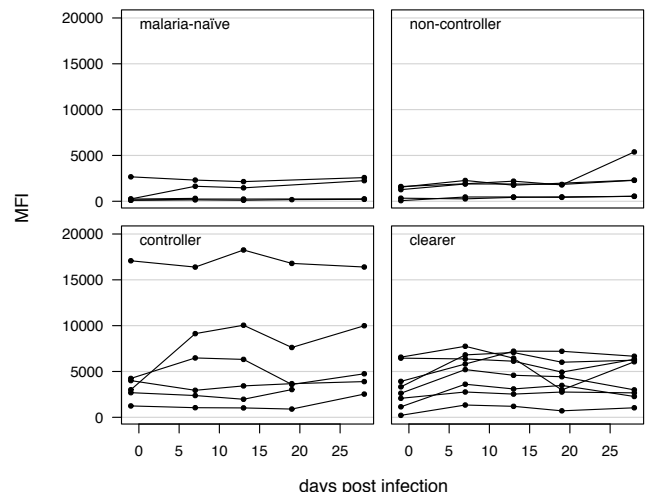 malaria-naïve
non-controller
20000
15000
10000
5000
0
MFI
controller
clearer
20000
15000
10000
5000
0
0 5 10 15 20 25
0 5 10 15 20 25
days post infection